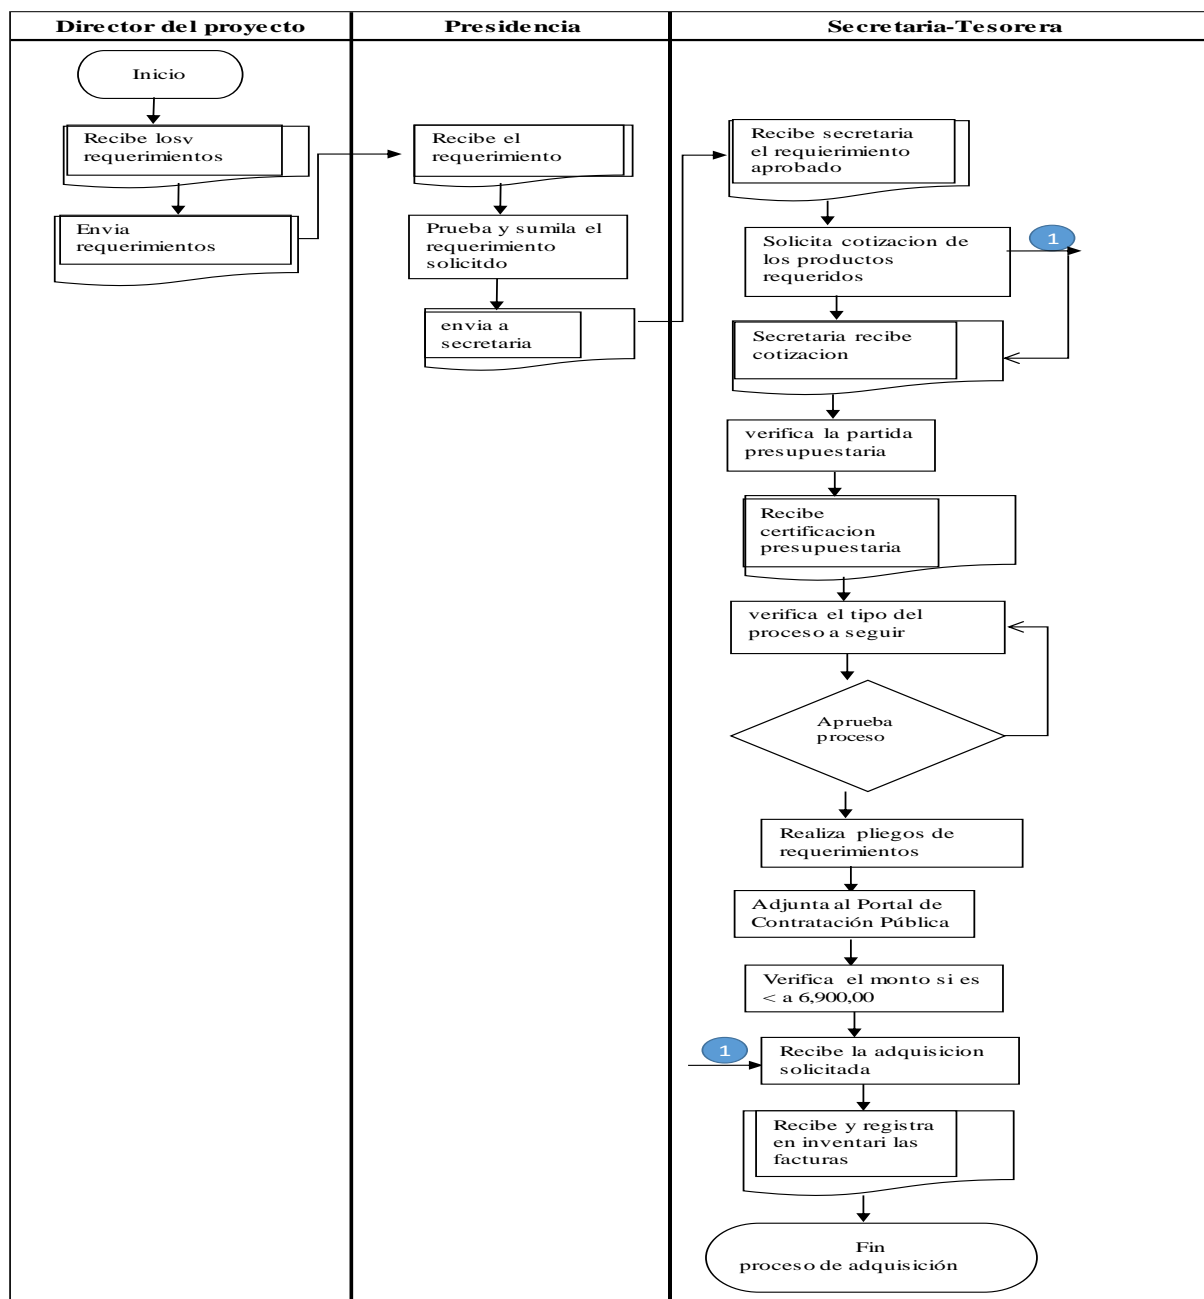 Director del proyecto
Presidencia
Secretaria-Tesorera
Inicio
Recibe losv
requerimientos
Envia
requerimientos
Recibe el
requerimiento
Prueba y sumila el
requerimiento
solicitdo
envia a
secretaria
Recibe secretaria
el requierimiento
aprobado
Solicita cotizacion de
los productos
requeridos
1
Secretaria recibe
cotizacion
verifica la partida
presupuestaria
Recibe
certificacion
presupuestaria
verifica el tipo del
proceso a seguir
Aprueba
proceso
Realiza pliegos de
requerimientos
Adjunta al Portal de
Contratación Pública
Verifica el monto si es
< a 6,900,00
1
Recibe la adquisicion
solicitada
Recibe y registra
en inventari las
facturas
Fin
proceso de adquisición